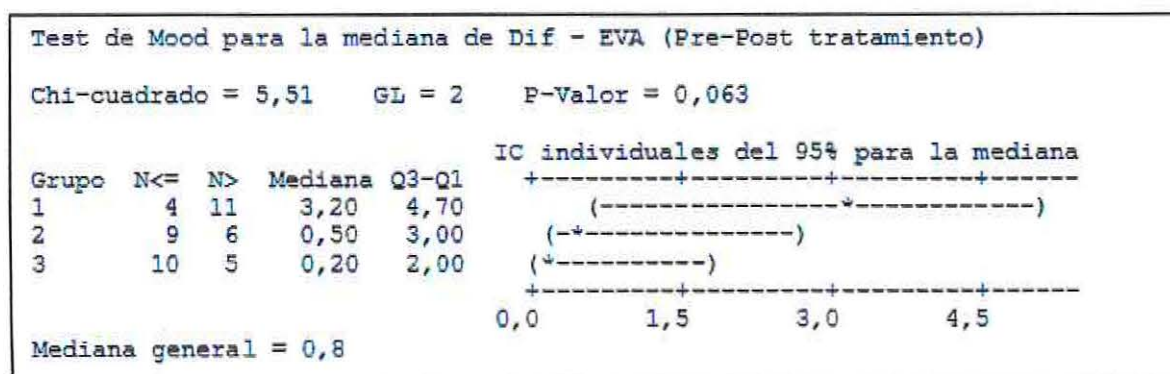 Test de Mood para la mediana de Dif - EVA (Pre-Post tratamiento)
Chi-cuadrado = 5,51    GL = 2    P-Valor = 0,063
IC individuales del 95% para la mediana
Grupo  N<=  N>  Mediana  Q3-Q1  +---------+---------+---------+------
1        4  11     3,20   4,70      (----------------*------------)
2        9   6     0,50   3,00   (-*--------------)
3       10   5     0,20   2,00  (*----------)
+---------+---------+---------+------
0,0       1,5       3,0       4,5
Mediana general = 0,8